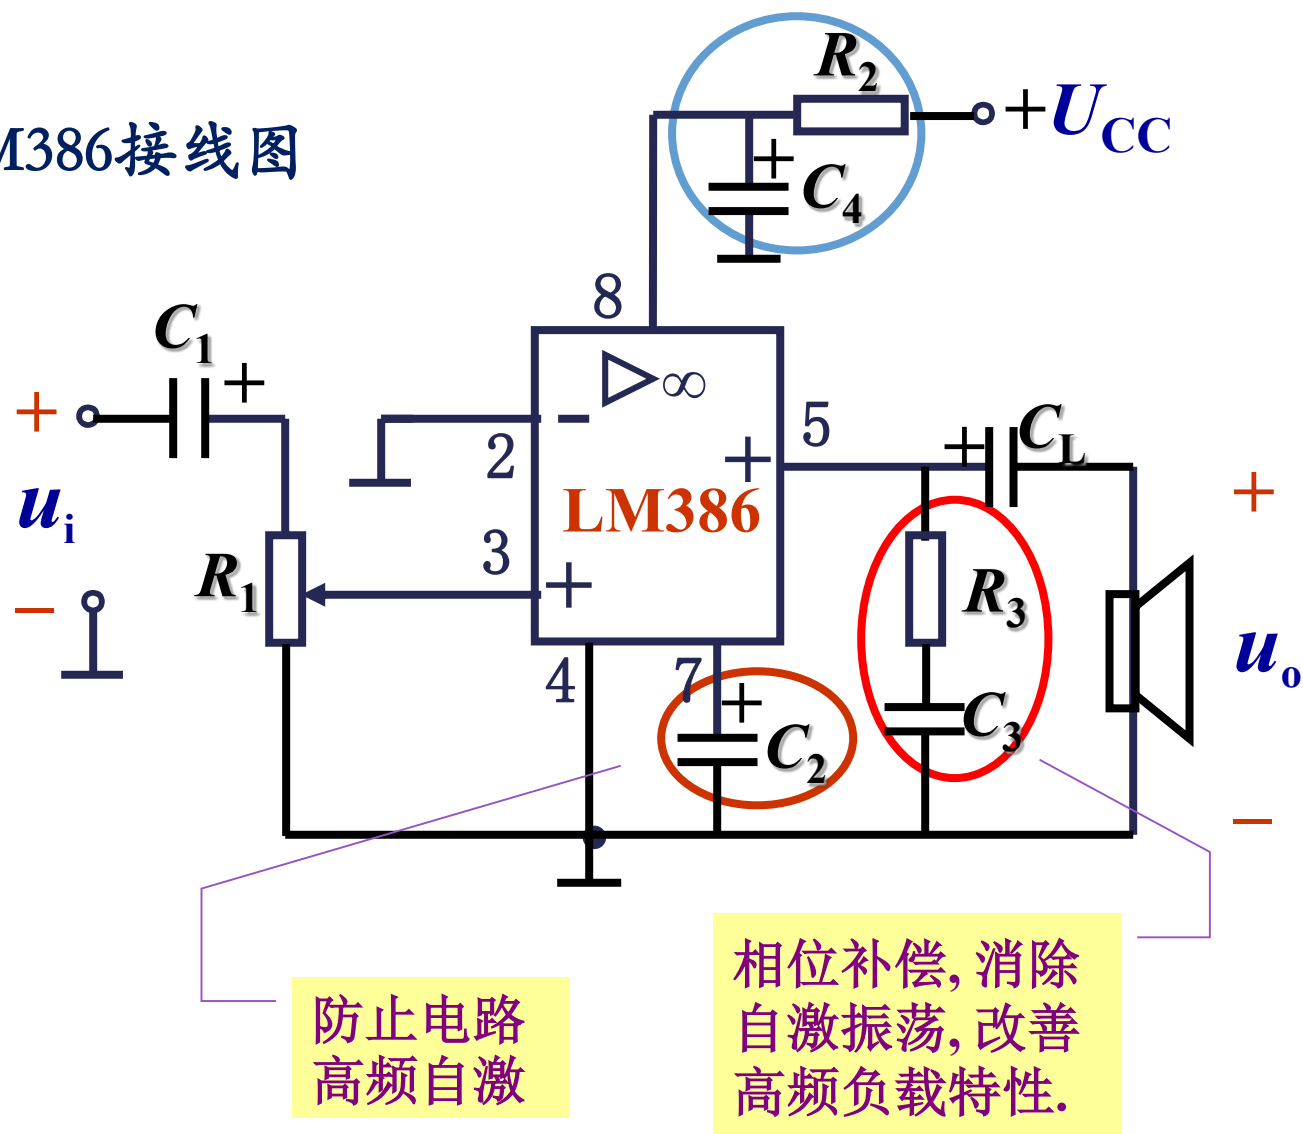 M386接线图
R2
+UCC
+
C4
8
C1
+
+
ui
−
R1
▷∞
-
2
3
+
+
LM386
5
+
CL
4
7
+
C2
R3
C3
+
uo
−
防止电路
高频自激
相位补偿, 消除
自激振荡, 改善
高频负载特性.